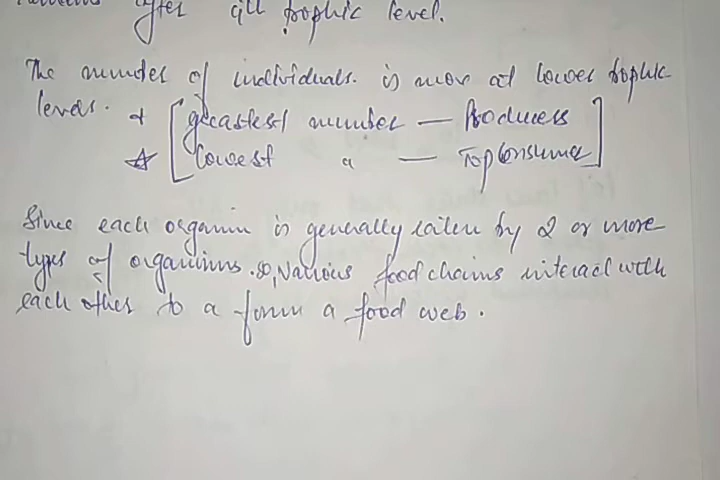 after all trophic level.
The number of individuals. is more at lower trophic
levels. + [greatest number — Producers
☆ lowest " — Top Consumer]
Since each organim is generally eaten by 2 or more
types of organisms. so, various food chains interact with
each other to a form a food web.